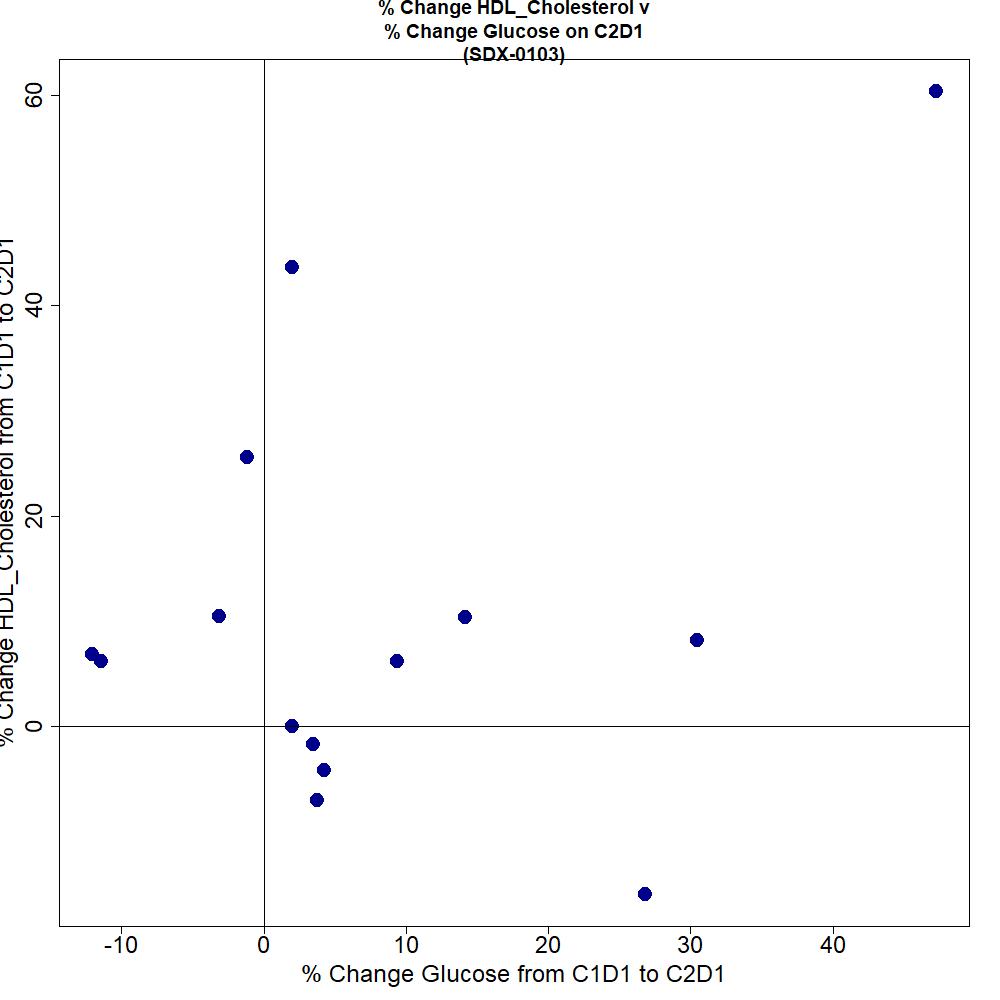 % Change HDL_Cholesterol v
% Change Glucose on C2D1
(SDX-0103)
% Change HDL_Cholesterol from C1D1 to C2D1
60
40
20
0
-10
0
10
20
30
40
% Change Glucose from C1D1 to C2D1